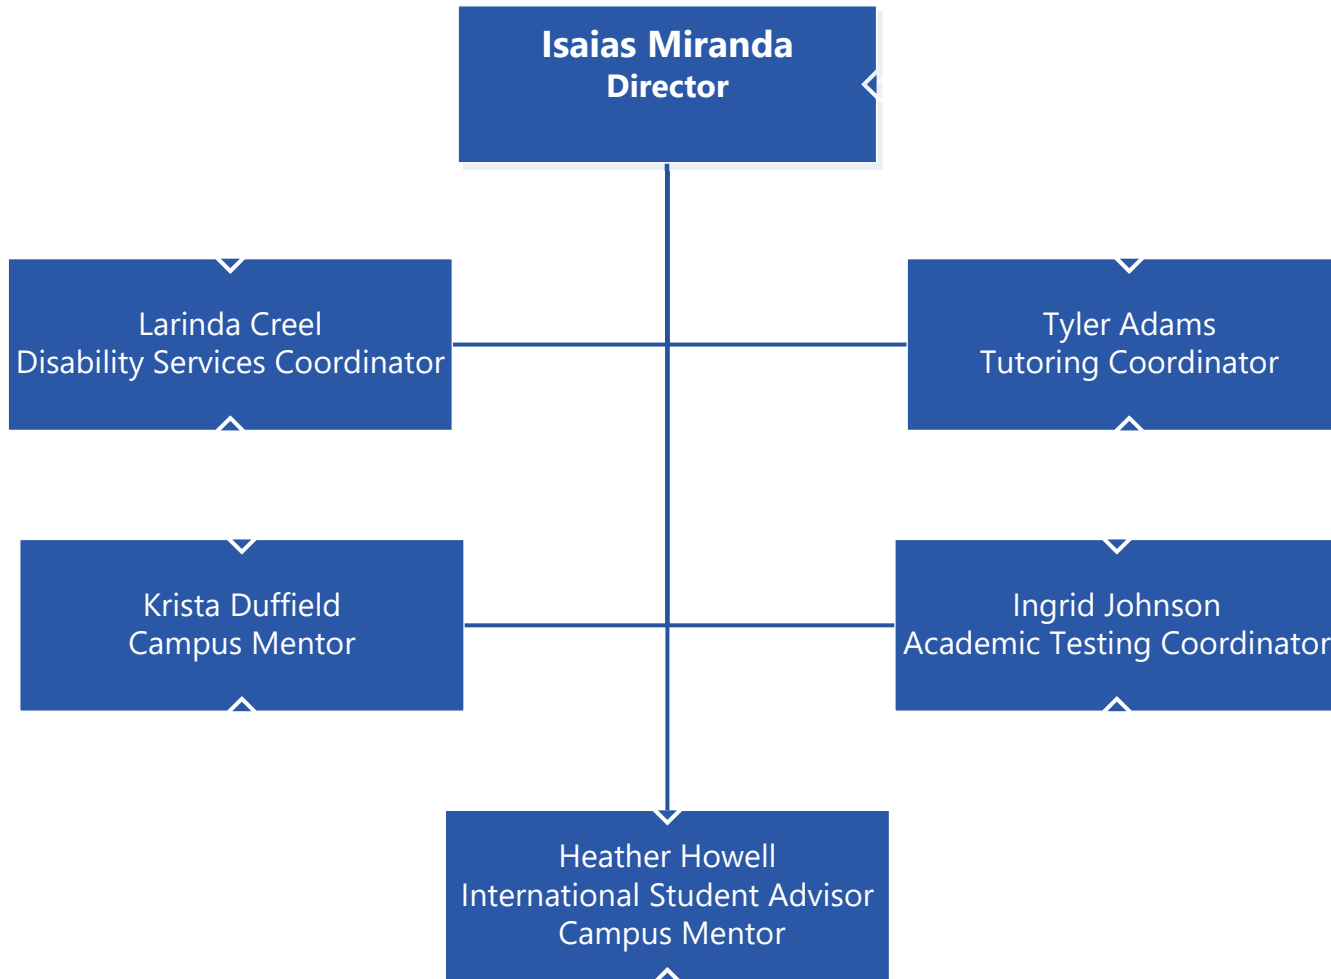 Isaias Miranda
Director
Larinda Creel
Disability Services Coordinator
Tyler Adams
Tutoring Coordinator
Krista Duffield
Campus Mentor
Ingrid Johnson
Academic Testing Coordinator
Heather Howell
International Student Advisor
Campus Mentor